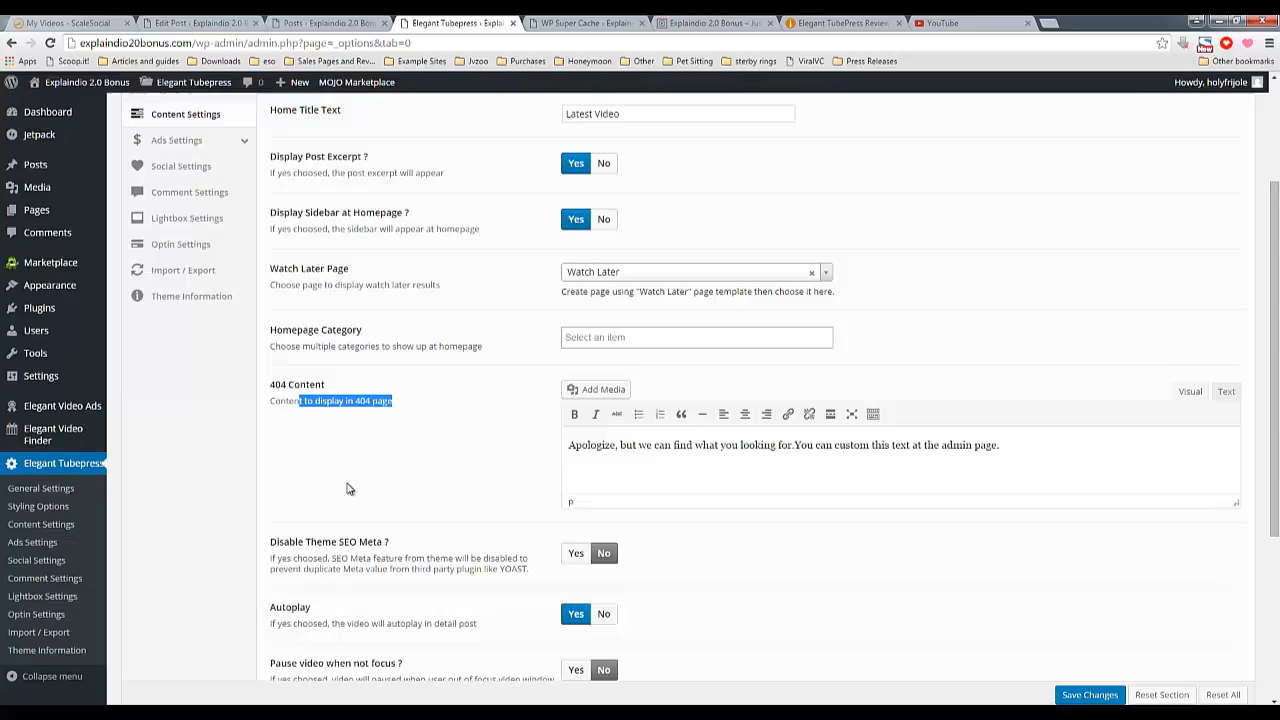 My Videos - ScaleSocial
Edit Post ‹ Explaindio 2.0 B
Posts ‹ Explaindio 2.0 Bon
Elegant Tubepress ‹ Expla
WP Super Cache ‹ Explain
Explaindio 2.0 Bonus – Ju
Elegant TubePress Review
YouTube
explaindio20bonus.com/wp-admin/admin.php?page=_options&tab=0
Apps
Scoop.it!
Articles and guides
Downloads
eso
Sales Pages and Rev...
Example Sites
Jvzoo
Purchases
Honeymoon
Other
Pet Sitting
sterby rings
ViralVC
Press Releases
Other bookmarks
Explaindio 2.0 Bonus
Elegant Tubepress
0
New
MOJO Marketplace
Howdy, holyfrijole
Dashboard
Jetpack
Posts
Media
Pages
Comments
Marketplace
Appearance
Plugins
Users
Tools
Settings
Elegant Video Ads
Elegant Video
Finder
Elegant Tubepress
General Settings
Styling Options
Content Settings
Ads Settings
Social Settings
Comment Settings
Lightbox Settings
Optin Settings
Import / Export
Theme Information
Collapse menu
Content Settings
Ads Settings
Social Settings
Comment Settings
Lightbox Settings
Optin Settings
Import / Export
Theme Information
Home Title Text
Latest Video
Display Post Excerpt ?
If yes choosed, the post excerpt will appear
Yes No
Display Sidebar at Homepage ?
If yes choosed, the sidebar will appear at homepage
Yes No
Watch Later Page
Choose page to display watch later results
Watch Later
Create page using "Watch Later" page template then choose it here.
Homepage Category
Choose multiple categories to show up at homepage
Select an item
404 Content
Content to display in 404 page
Add Media
Visual Text
Apologize, but we can find what you looking for.You can custom this text at the admin page.
p
Disable Theme SEO Meta ?
If yes choosed, SEO Meta feature from theme will be disabled to
prevent duplicate Meta value from third party plugin like YOAST.
Yes No
Autoplay
If yes choosed, the video will autoplay in detail post
Yes No
Pause video when not focus ?
If yes choosed, video will paused when user out of focus video window
Yes No
Save Changes
Reset Section
Reset All